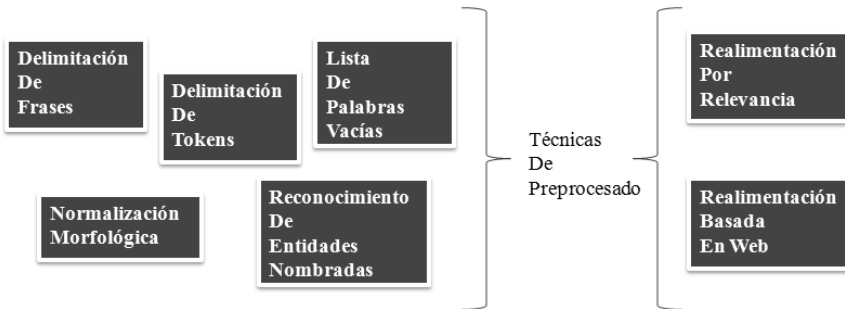 Delimitación
De
Frases
Delimitación
De
Tokens
Lista
De
Palabras
Vacías
Normalización
Morfológica
Reconocimiento
De
Entidades
Nombradas
Técnicas
De
Preprocesado
Realimentación
Por
Relevancia
Realimentación
Basada
En Web